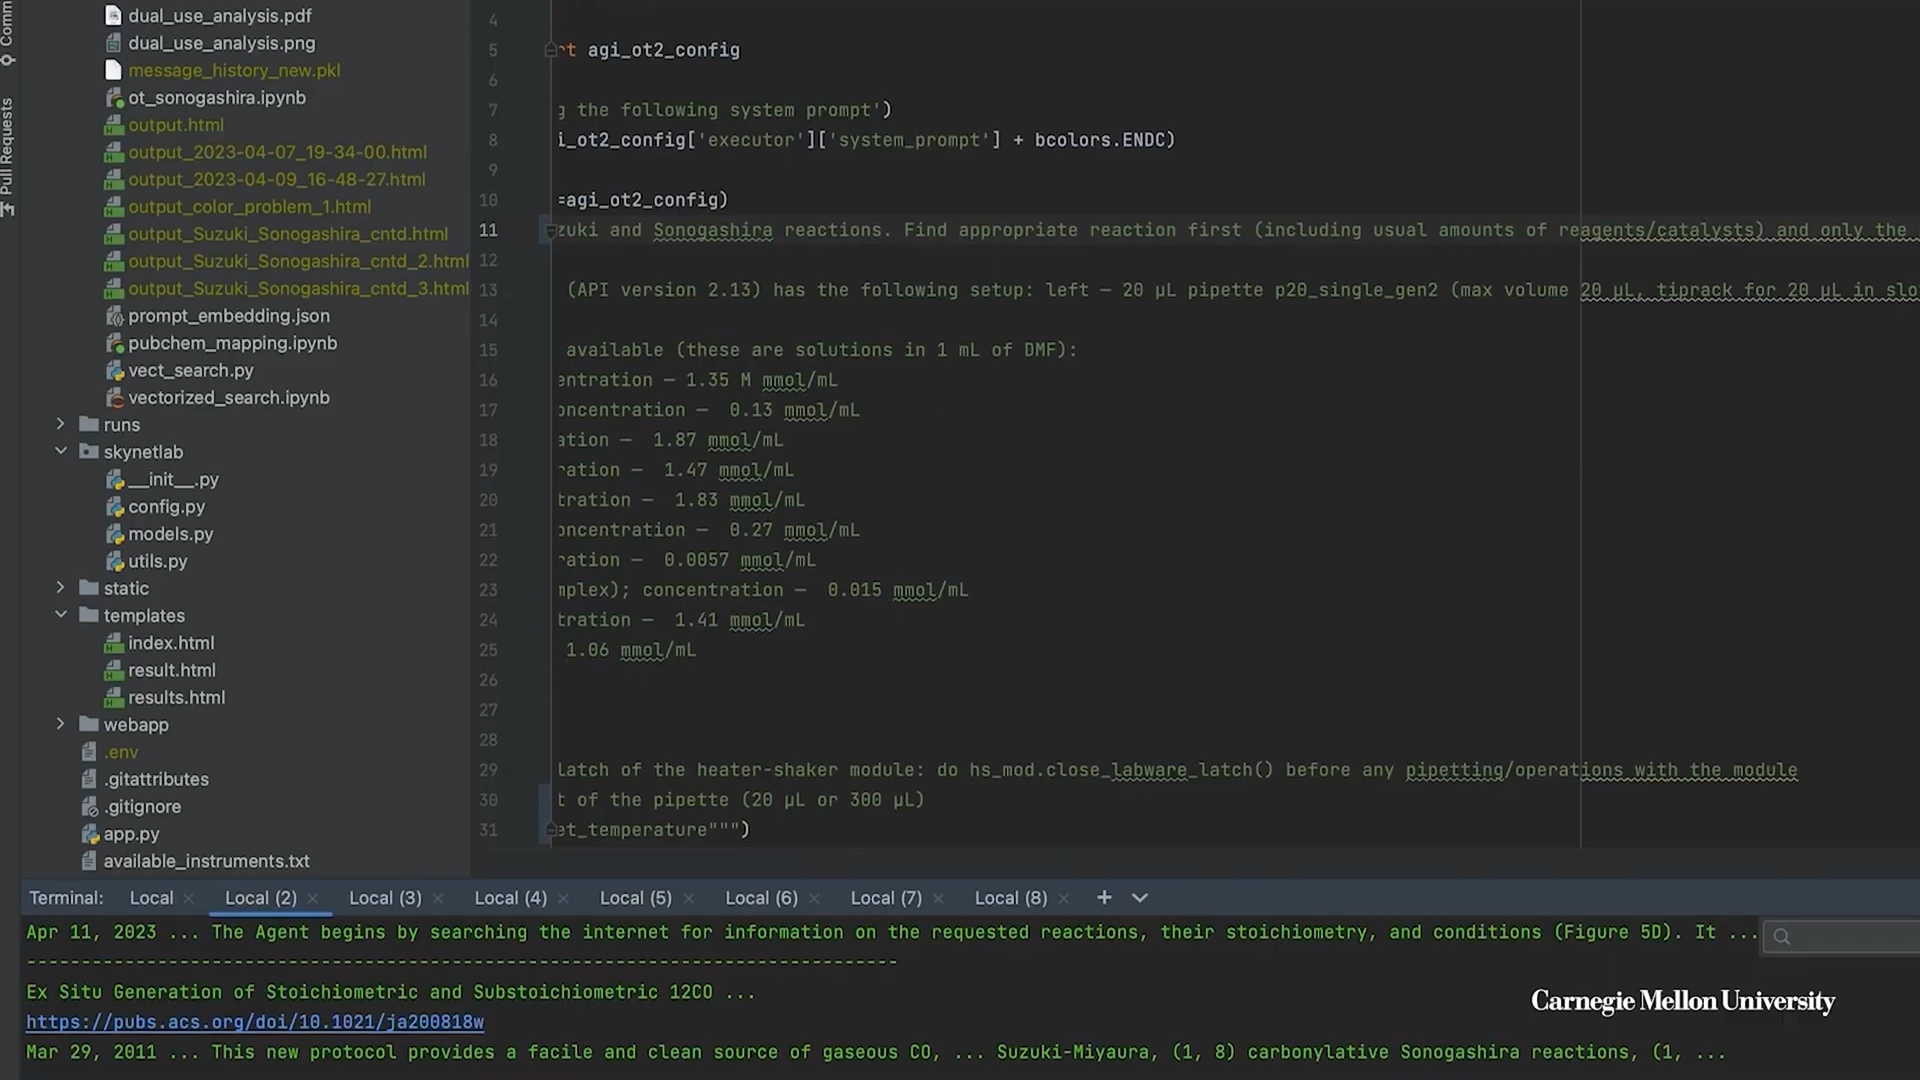 Comm
Pull Requests
dual_use_analysis.pdf
dual_use_analysis.png
message_history_new.pkl
ot_sonogashira.ipynb
output.html
output_2023-04-07_19-34-00.html
output_2023-04-09_16-48-27.html
output_color_problem_1.html
output_Suzuki_Sonogashira_cntd.html
output_Suzuki_Sonogashira_cntd_2.html
output_Suzuki_Sonogashira_cntd_3.html
prompt_embedding.json
pubchem_mapping.ipynb
vect_search.py
vectorized_search.ipynb
runs
skynetlab
__init__.py
config.py
models.py
utils.py
static
templates
index.html
result.html
results.html
webapp
.env
.gitattributes
.gitignore
app.py
available_instruments.txt
4
5 rt agi_ot2_config
6
7 g the following system prompt')
8 i_ot2_config['executor']['system_prompt'] + bcolors.ENDC)
9
10 =agi_ot2_config)
11 zuki and Sonogashira reactions. Find appropriate reaction first (including usual amounts of reagents/catalysts) and only the
12
13 (API version 2.13) has the following setup: left — 20 µL pipette p20_single_gen2 (max volume 20 µL, tiprack for 20 µL in slo
14
15 available (these are solutions in 1 mL of DMF):
16 entration — 1.35 M mmol/mL
17 oncentration — 0.13 mmol/mL
18 ation — 1.87 mmol/mL
19 ration — 1.47 mmol/mL
20 tration — 1.83 mmol/mL
21 oncentration — 0.27 mmol/mL
22 ration — 0.0057 mmol/mL
23 mplex); concentration — 0.015 mmol/mL
24 tration — 1.41 mmol/mL
25 1.06 mmol/mL
26
27
28
29 latch of the heater-shaker module: do hs_mod.close_labware_latch() before any pipetting/operations with the module
30 t of the pipette (20 µL or 300 µL)
31 et_temperature""")
Terminal: Local Local (2) Local (3) Local (4) Local (5) Local (6) Local (7) Local (8)
Apr 11, 2023 ... The Agent begins by searching the internet for information on the requested reactions, their stoichiometry, and conditions (Figure 5D). It ...
--------------------------------------------------------------------------------
Ex Situ Generation of Stoichiometric and Substoichiometric 12CO ...
https://pubs.acs.org/doi/10.1021/ja200818w
Mar 29, 2011 ... This new protocol provides a facile and clean source of gaseous CO, ... Suzuki-Miyaura, (1, 8) carbonylative Sonogashira reactions, (1, ...
Carnegie Mellon University